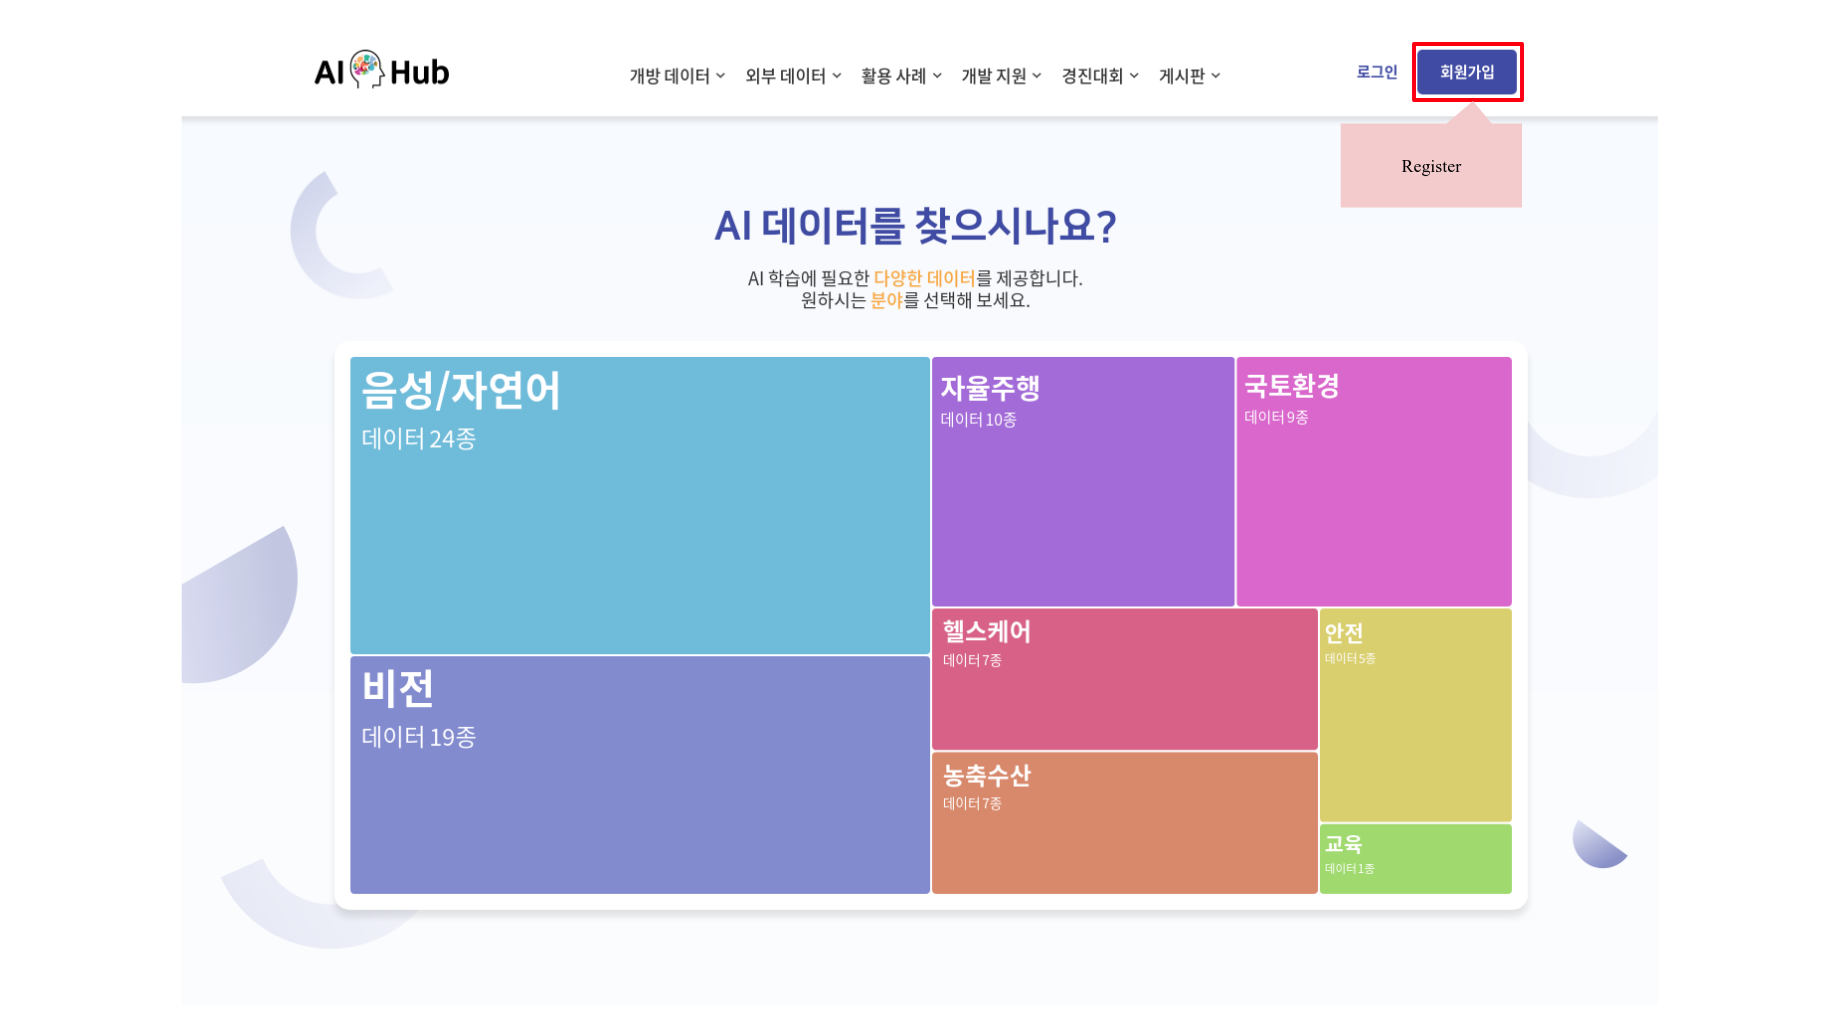 AI Hub
개방 데이터 외부 데이터 활용 사례 개발 지원 경진대회 게시판
로그인 회원가입
Register
AI 데이터를 찾으시나요?
AI 학습에 필요한 다양한 데이터를 제공합니다.
원하시는 분야를 선택해 보세요.
음성/자연어
데이터 24종
자율주행
데이터 10종
국토환경
데이터 9종
헬스케어
데이터 7종
안전
데이터 5종
비전
데이터 19종
농축수산
데이터 7종
교육
데이터 1종